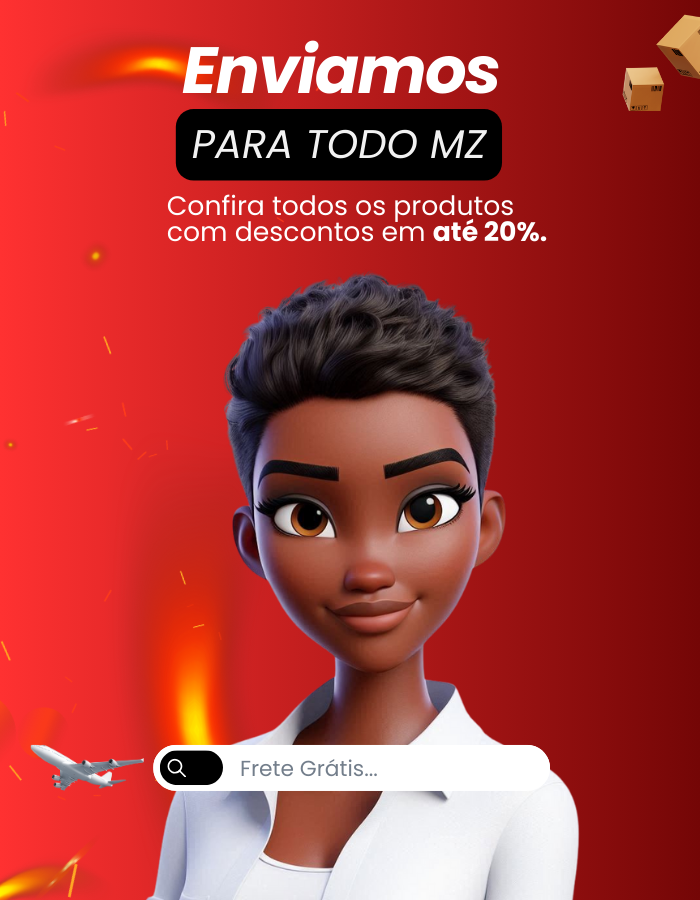 Enviamos
PARA TODO MZ
Confira todos os produtos
com descontos em até 20%.
Frete Grátis...